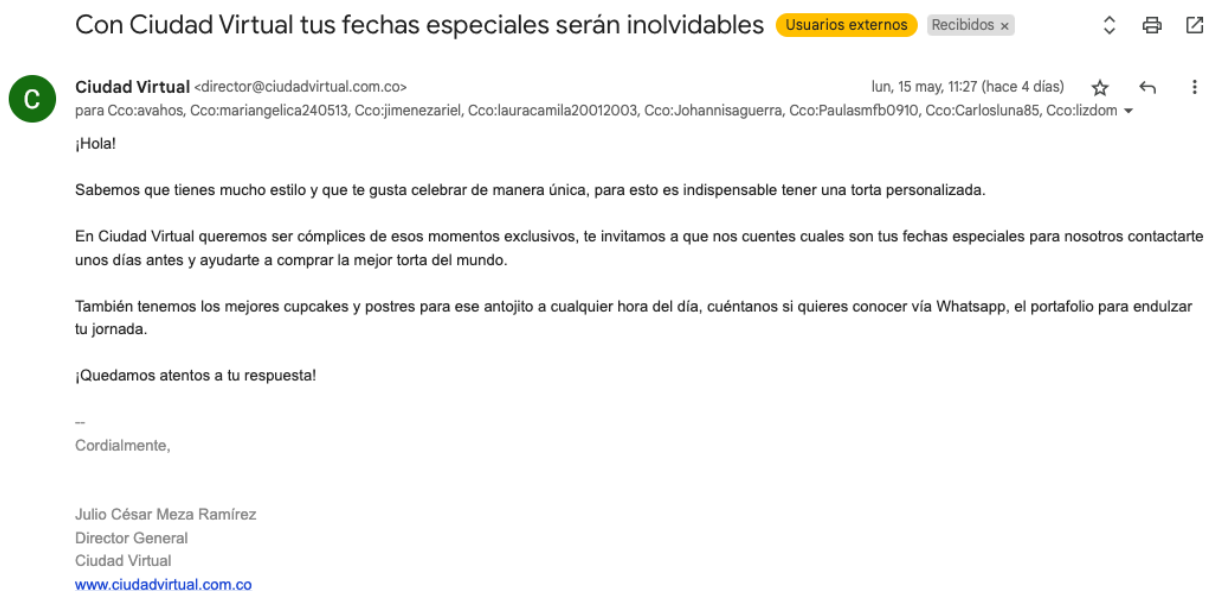 Con Ciudad Virtual tus fechas especiales serán inolvidables Usuarios externos Recibidos ×
C
Ciudad Virtual <director@ciudadvirtual.com.co> lun, 15 may, 11:27 (hace 4 días)
para Cco:avahos, Cco:mariangelica240513, Cco:jimenezariel, Cco:lauracamila20012003, Cco:Johannisaguerra, Cco:Paulasmfb0910, Cco:Carlosluna85, Cco:lizdom
¡Hola!
Sabemos que tienes mucho estilo y que te gusta celebrar de manera única, para esto es indispensable tener una torta personalizada.
En Ciudad Virtual queremos ser cómplices de esos momentos exclusivos, te invitamos a que nos cuentes cuales son tus fechas especiales para nosotros contactarte
unos días antes y ayudarte a comprar la mejor torta del mundo.
También tenemos los mejores cupcakes y postres para ese antojito a cualquier hora del día, cuéntanos si quieres conocer vía Whatsapp, el portafolio para endulzar
tu jornada.
¡Quedamos atentos a tu respuesta!
--
Cordialmente,
Julio César Meza Ramírez
Director General
Ciudad Virtual
www.ciudadvirtual.com.co